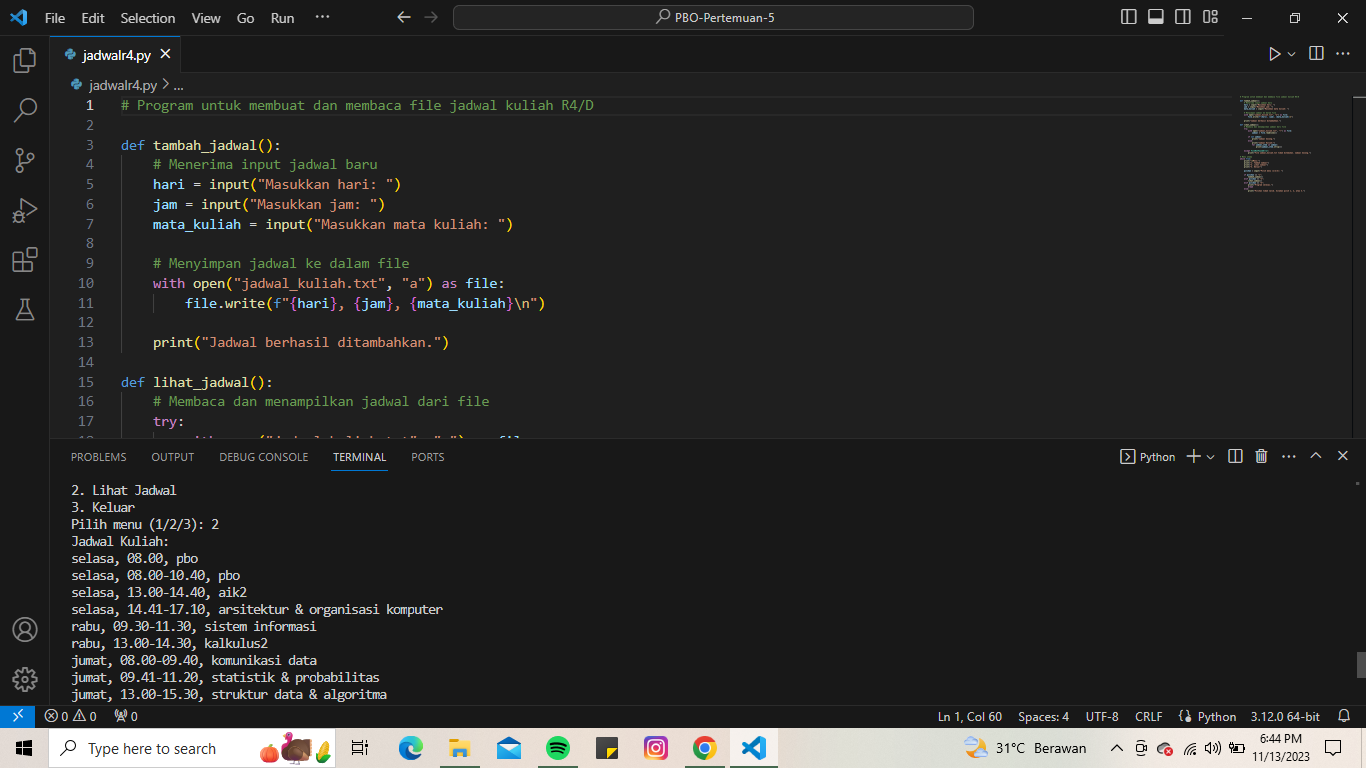 File Edit Selection View Go Run ··· PBO-Pertemuan-5
jadwalr4.py
jadwalr4.py > ...
1 # Program untuk membuat dan membaca file jadwal kuliah R4/D
2
3 def tambah_jadwal():
4     # Menerima input jadwal baru
5     hari = input("Masukkan hari: ")
6     jam = input("Masukkan jam: ")
7     mata_kuliah = input("Masukkan mata kuliah: ")
8
9     # Menyimpan jadwal ke dalam file
10     with open("jadwal_kuliah.txt", "a") as file:
11         file.write(f"{hari}, {jam}, {mata_kuliah}\n")
12
13     print("Jadwal berhasil ditambahkan.")
14
15 def lihat_jadwal():
16     # Membaca dan menampilkan jadwal dari file
17     try:
PROBLEMS OUTPUT DEBUG CONSOLE TERMINAL PORTS Python
2. Lihat Jadwal
3. Keluar
Pilih menu (1/2/3): 2
Jadwal Kuliah:
selasa, 08.00, pbo
selasa, 08.00-10.40, pbo
selasa, 13.00-14.40, aik2
selasa, 14.41-17.10, arsitektur & organisasi komputer
rabu, 09.30-11.30, sistem informasi
rabu, 13.00-14.30, kalkulus2
jumat, 08.00-09.40, komunikasi data
jumat, 09.41-11.20, statistik & probabilitas
jumat, 13.00-15.30, struktur data & algoritma
0 0 0 Ln 1, Col 60 Spaces: 4 UTF-8 CRLF Python 3.12.0 64-bit
Type here to search 31°C Berawan 6:44 PM
11/13/2023